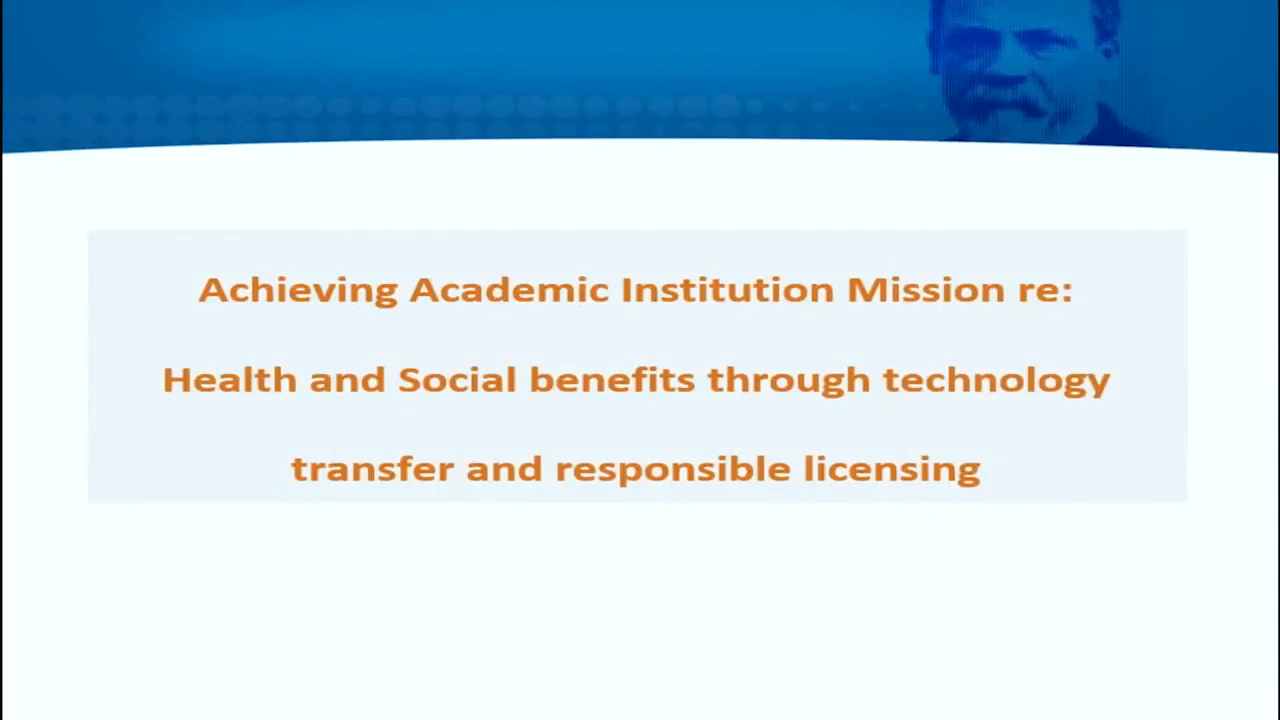 Achieving Academic Institution Mission re:
Health and Social benefits through technology
transfer and responsible licensing